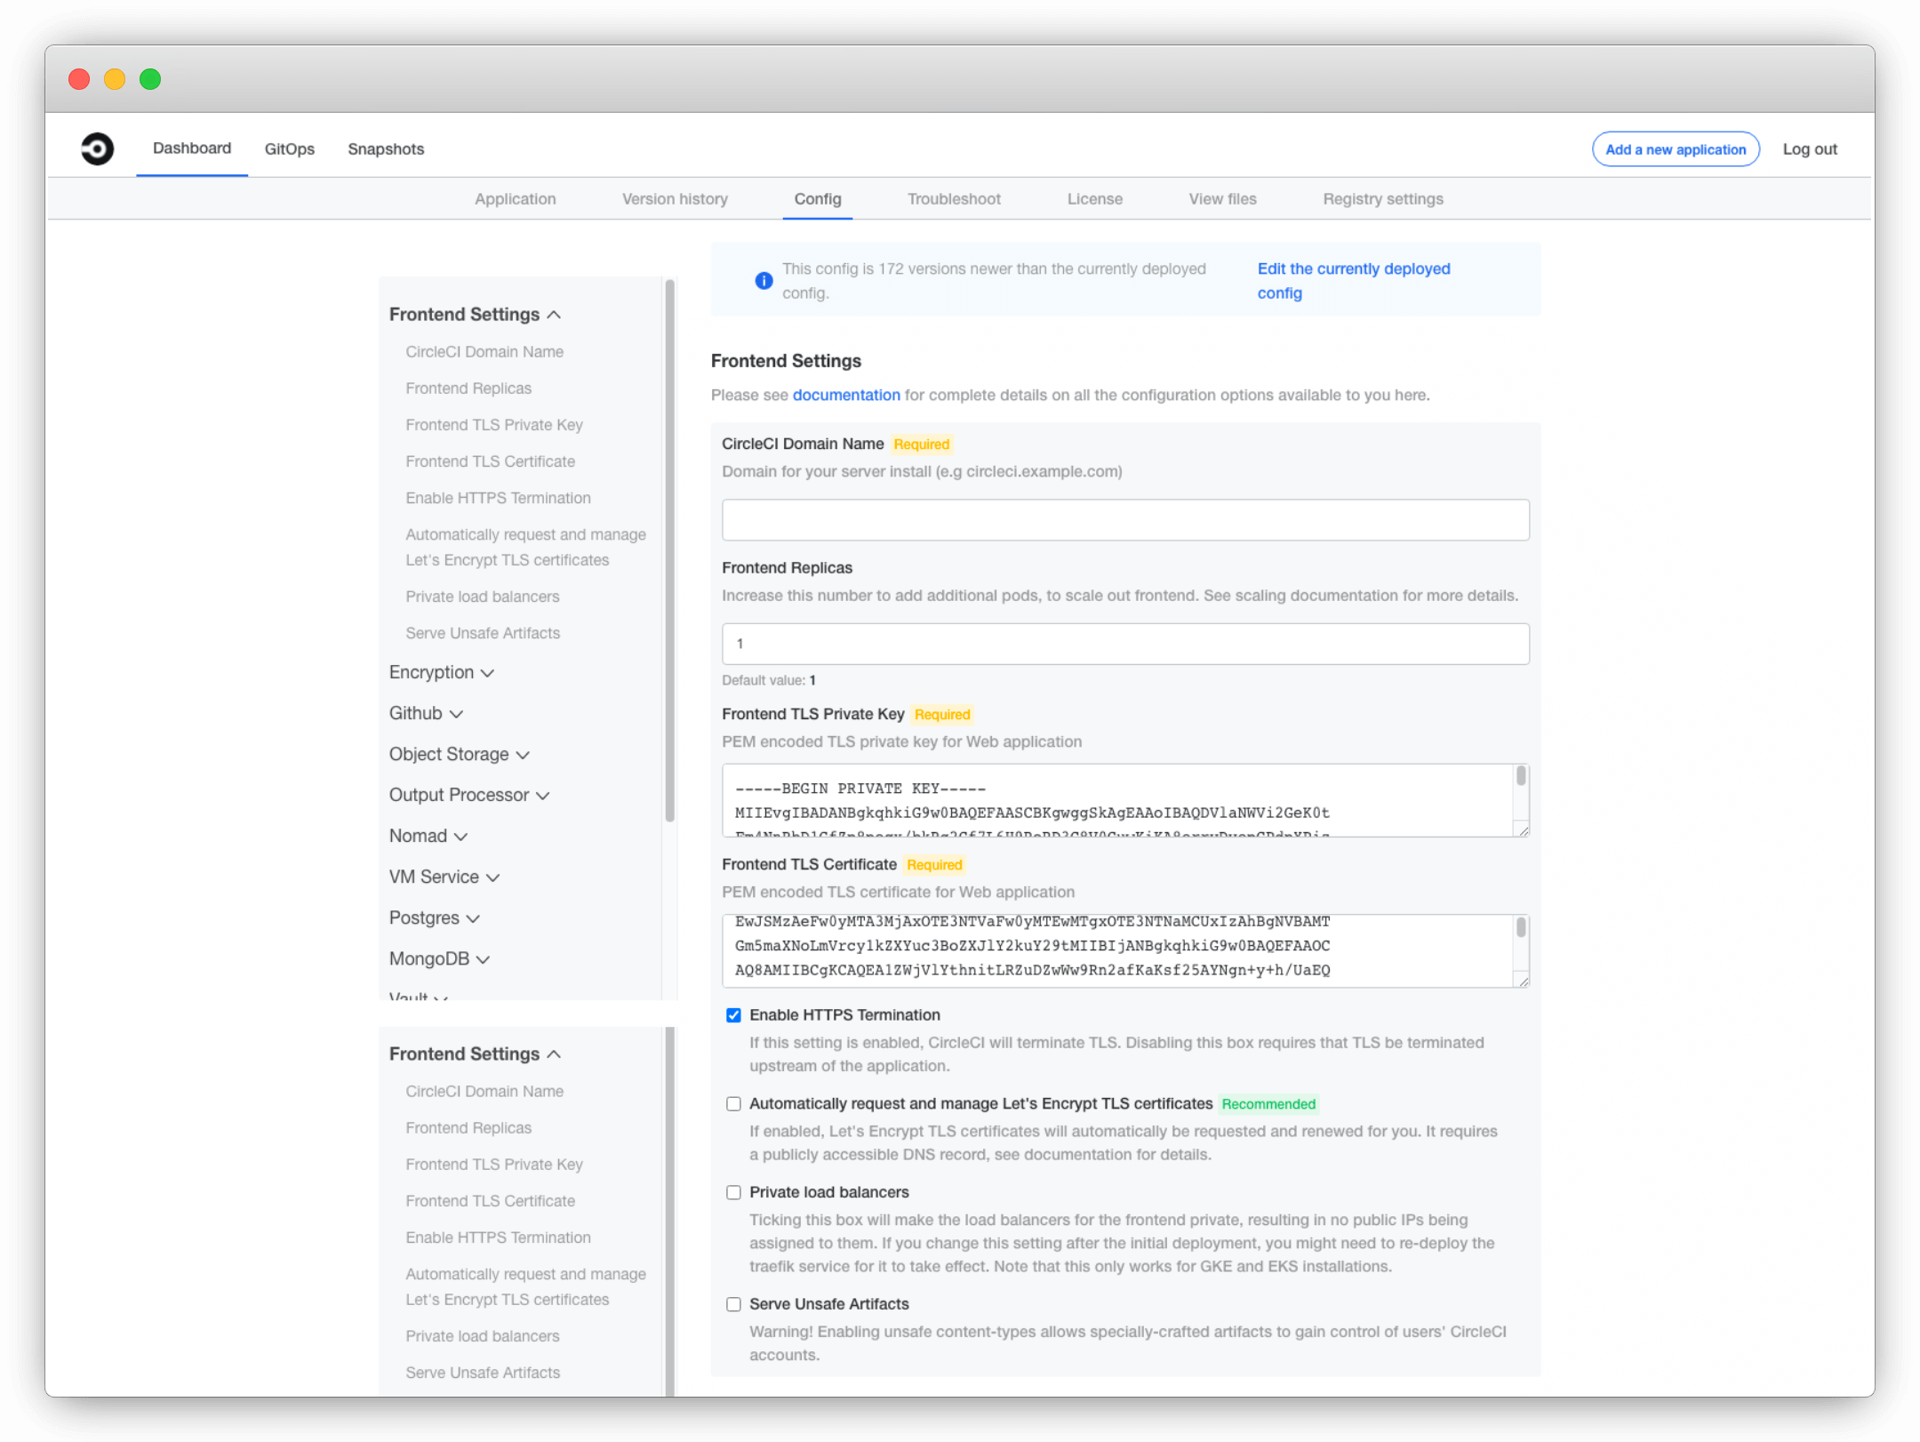 Dashboard
GitOps
Snapshots
Add a new application
Log out
Application
Version history
Config
Troubleshoot
License
View files
Registry settings
This config is 172 versions newer than the currently deployed
config.
Edit the currently deployed
config
Frontend Settings
CircleCI Domain Name
Frontend Replicas
Frontend TLS Private Key
Frontend TLS Certificate
Enable HTTPS Termination
Automatically request and manage
Let's Encrypt TLS certificates
Private load balancers
Serve Unsafe Artifacts
Encryption
Github
Object Storage
Output Processor
Nomad
VM Service
Postgres
MongoDB
Vault
Frontend Settings
CircleCI Domain Name
Frontend Replicas
Frontend TLS Private Key
Frontend TLS Certificate
Enable HTTPS Termination
Automatically request and manage
Let's Encrypt TLS certificates
Private load balancers
Serve Unsafe Artifacts
Frontend Settings
Please see documentation for complete details on all the configuration options available to you here.
CircleCI Domain Name Required
Domain for your server install (e.g circleci.example.com)
Frontend Replicas
Increase this number to add additional pods, to scale out frontend. See scaling documentation for more details.
1
Default value: 1
Frontend TLS Private Key Required
PEM encoded TLS private key for Web application
-----BEGIN PRIVATE KEY-----
MIIEvgIBADANBgkqhkiG9w0BAQEFAASCBKgwggSkAgEAAoIBAQDVlaNWVi2GeK0t
Frontend TLS Certificate Required
PEM encoded TLS certificate for Web application
EwJSMzAeFw0yMTA3MjAxOTE3NTVaFw0yMTEwMTgxOTE3NTNaMCUxIzAhBgNVBAMT
Gm5maXNoLmVrcy1kZXYuc3BoZXJlY2kuY29tMIIBIjANBgkqhkiG9w0BAQEFAAOC
AQ8AMIIBCgKCAQEA1ZWjVlYthnitLRZuDZwWw9Rn2afKaKsf25AYNgn+y+h/UaEQ
Enable HTTPS Termination
If this setting is enabled, CircleCI will terminate TLS. Disabling this box requires that TLS be terminated
upstream of the application.
Automatically request and manage Let's Encrypt TLS certificates Recommended
If enabled, Let's Encrypt TLS certificates will automatically be requested and renewed for you. It requires
a publicly accessible DNS record, see documentation for details.
Private load balancers
Ticking this box will make the load balancers for the frontend private, resulting in no public IPs being
assigned to them. If you change this setting after the initial deployment, you might need to re-deploy the
traefik service for it to take effect. Note that this only works for GKE and EKS installations.
Serve Unsafe Artifacts
Warning! Enabling unsafe content-types allows specially-crafted artifacts to gain control of users' CircleCI
accounts.